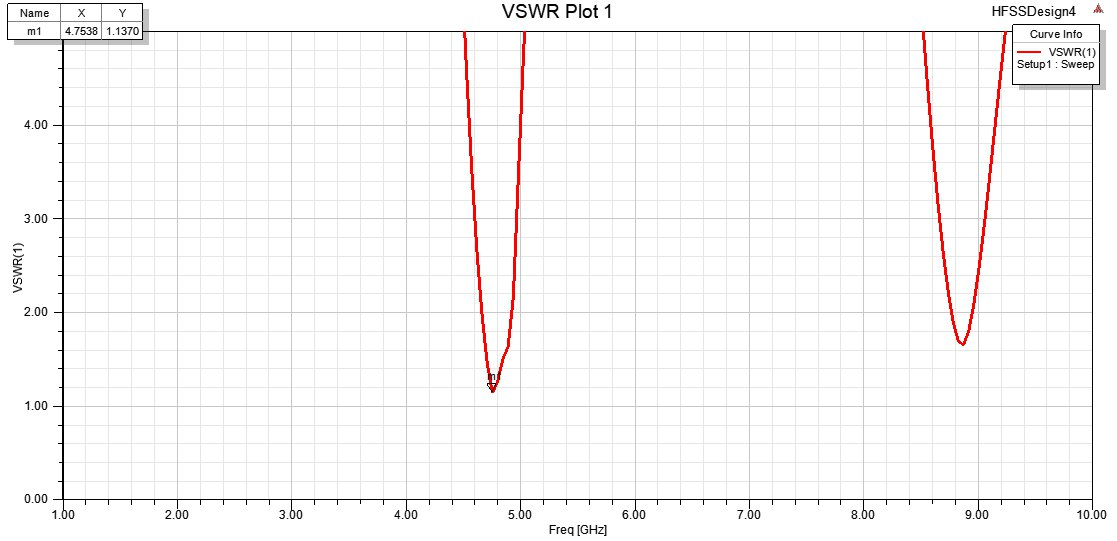 VSWR Plot 1
HFSSDesign4
Name X Y
m1 4.7538 1.1370
Curve Info
VSWR(1)
Setup1 : Sweep
4.00
3.00
2.00
1.00
0.00
VSWR(1)
1.00 2.00 3.00 4.00 5.00 6.00 7.00 8.00 9.00 10.00
Freq [GHz]